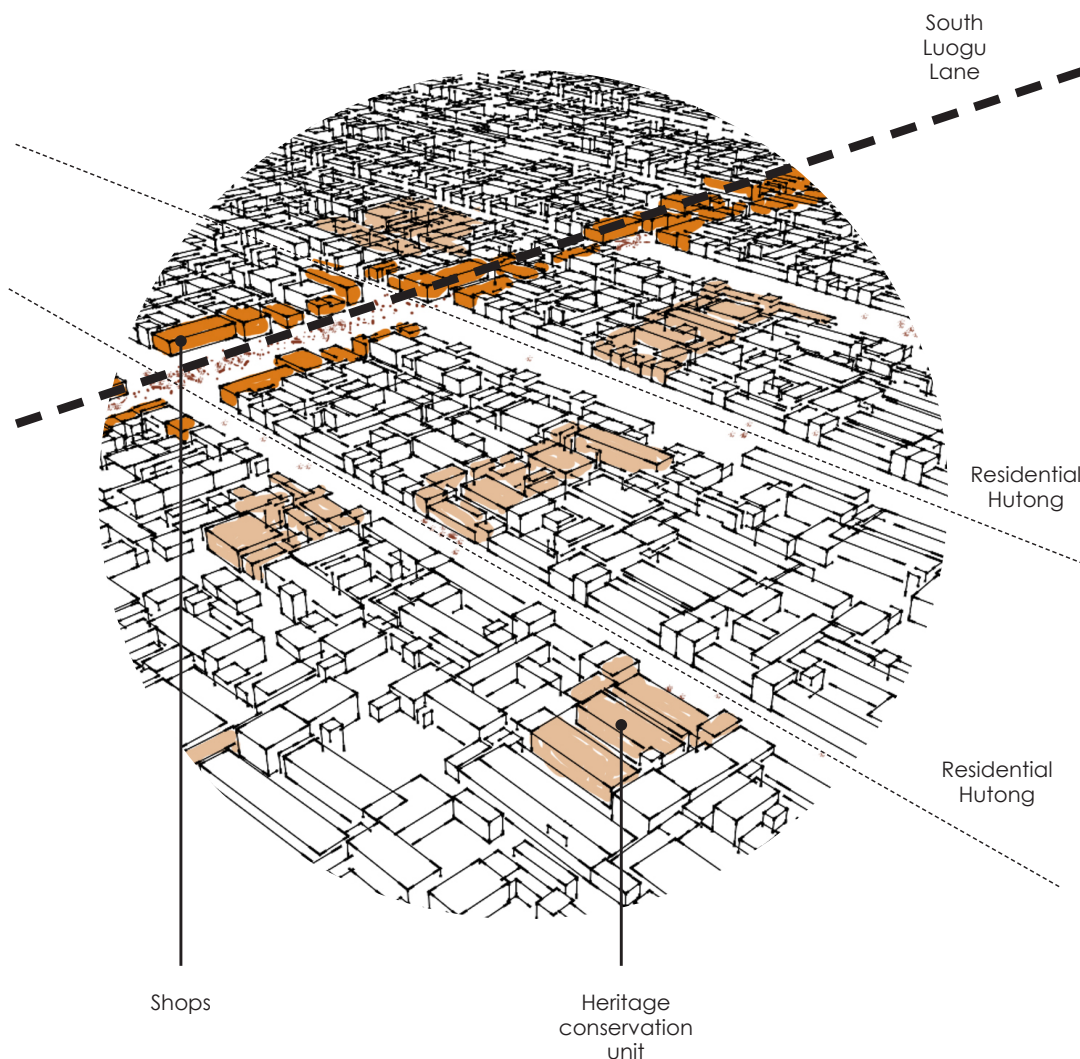 South
Luogu
Lane
Residential
Hutong
Residential
Hutong
Shops
Heritage
conservation
unit